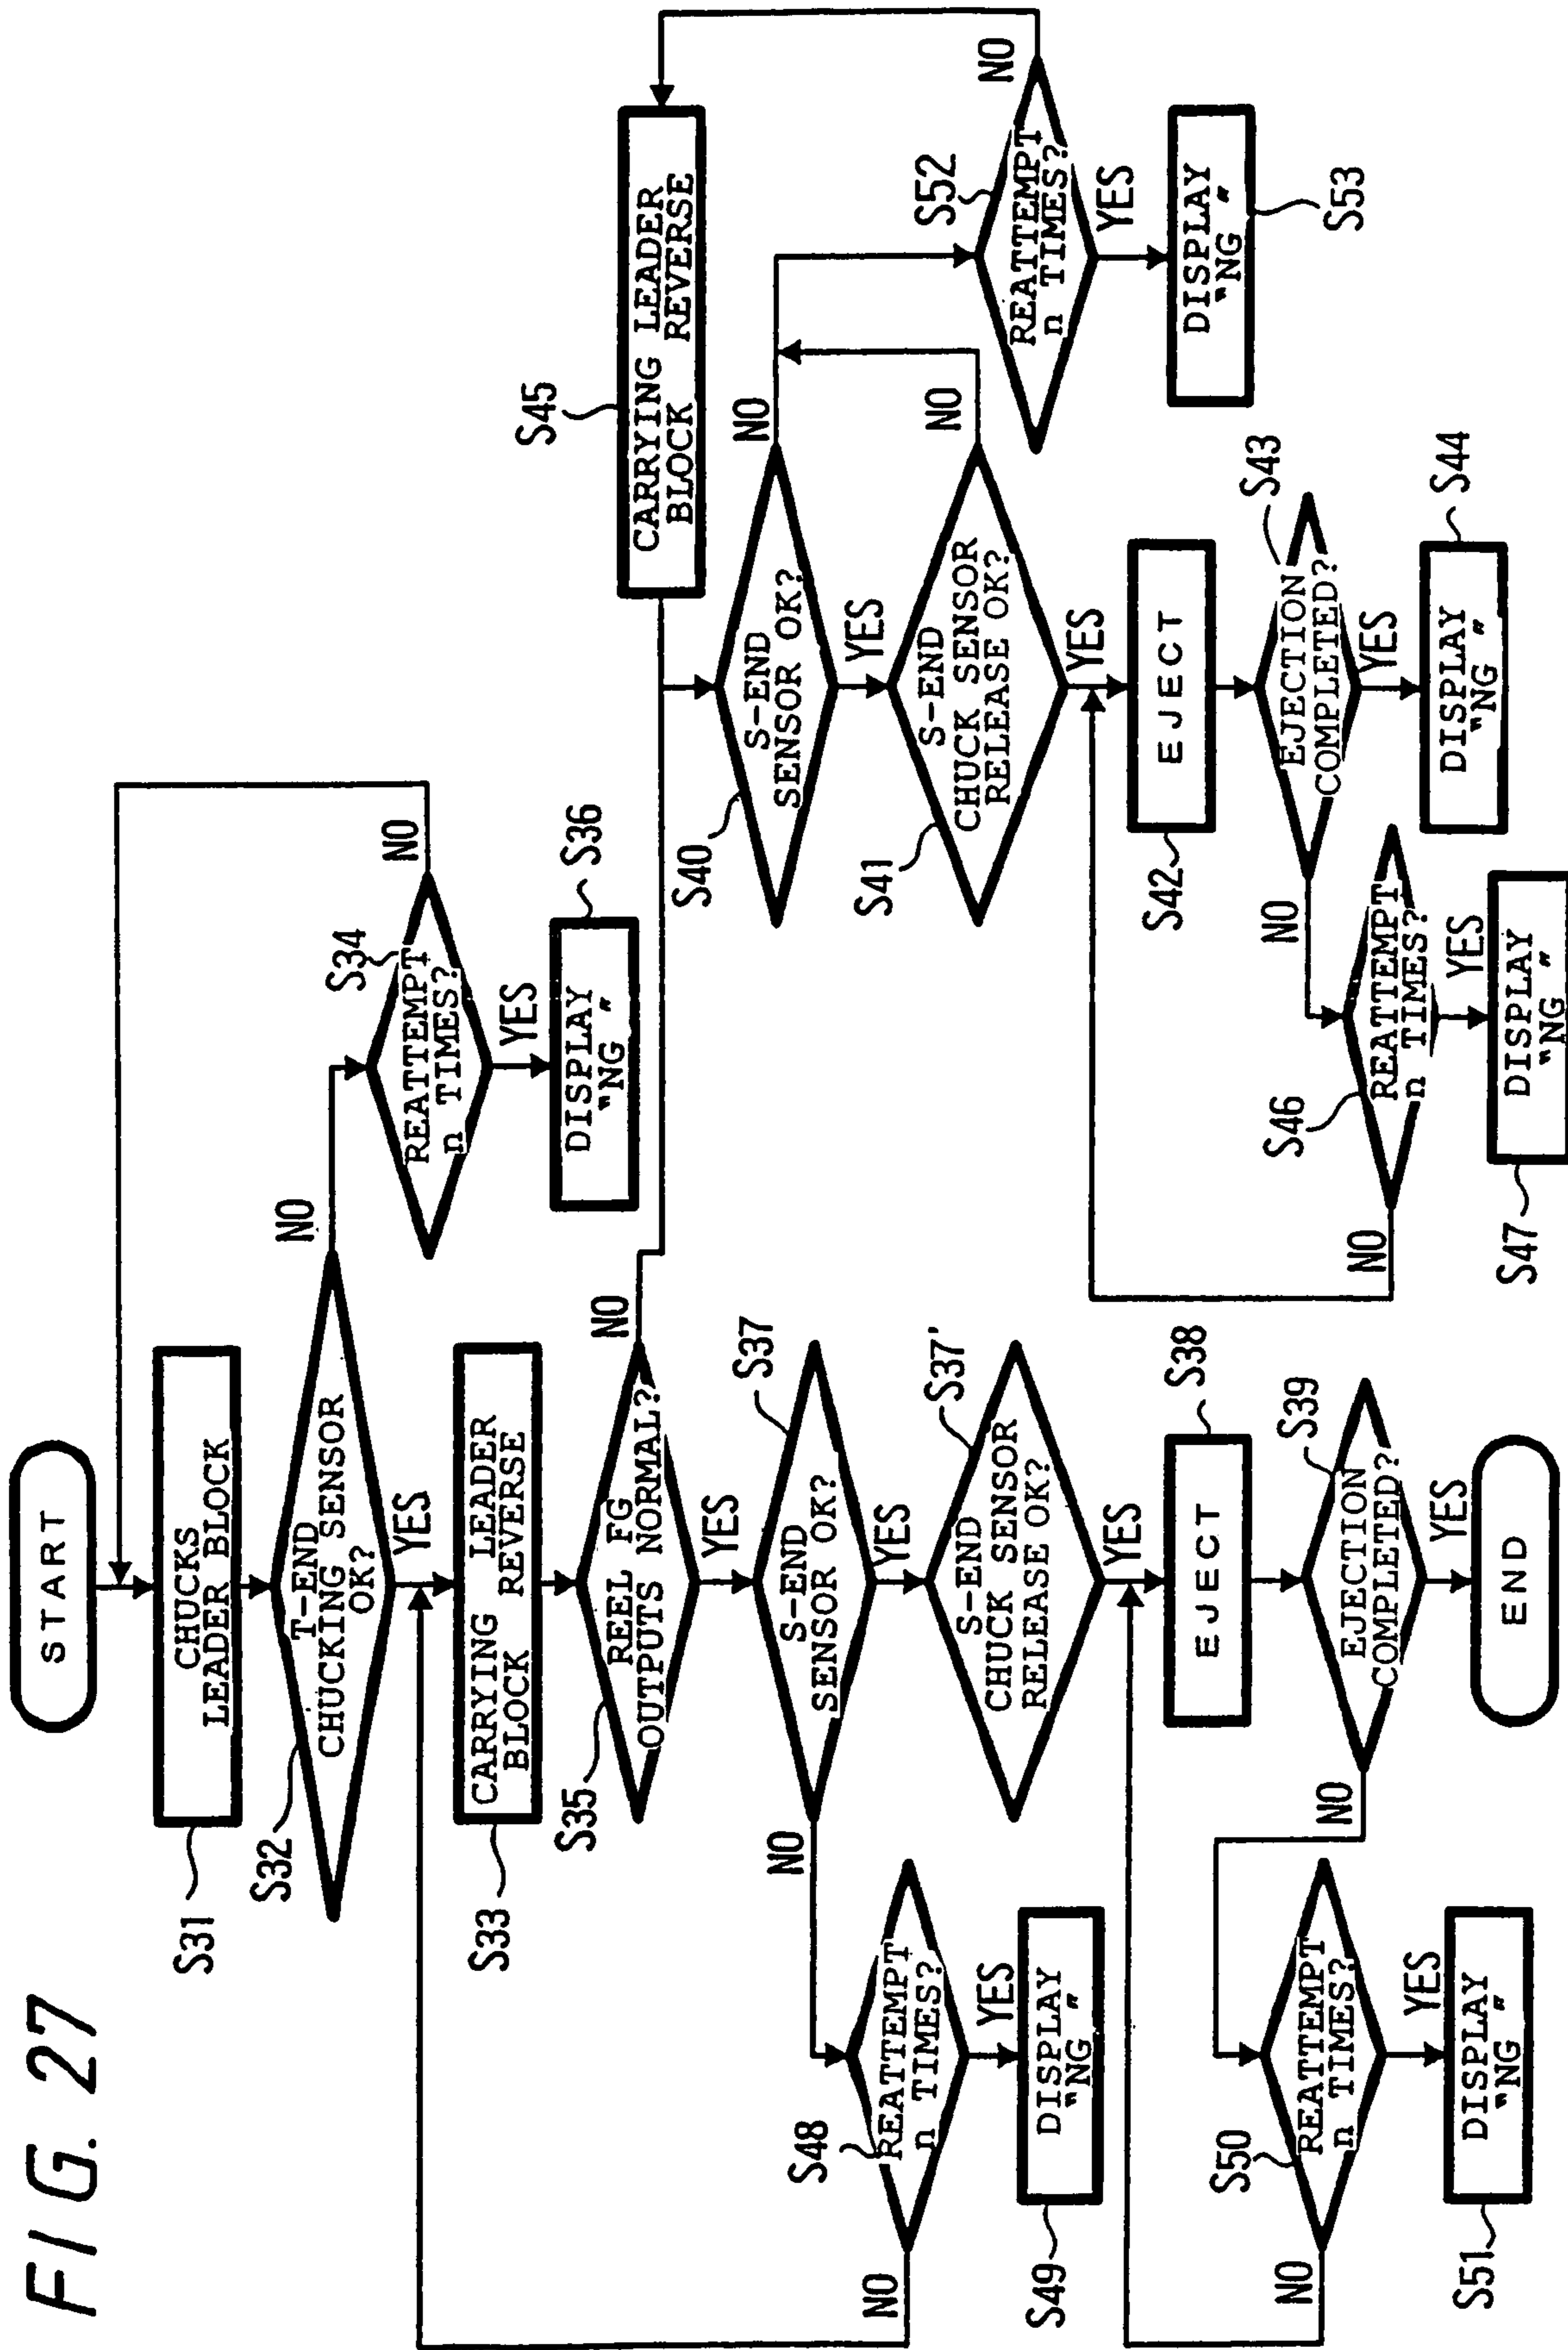 FIG. 27
START
S31
CHUCKS
LEADER BLOCK
S32
T-END
CHUCKING SENSOR
OK?
NO
YES
S34
REATTEMPT
n TIMES?
NO
YES
DISPLAY
"NG"
S36
S33
CARRYING LEADER
BLOCK REVERSE
S35
REEL FG
OUTPUTS NORMAL?
NO
YES
S37
S-END
SENSOR OK?
NO
YES
S48
REATTEMPT
n TIMES?
NO
YES
S49
DISPLAY
"NG"
S37'
S-END
CHUCK SENSOR
RELEASE OK?
YES
S38
EJECT
S39
EJECTION
COMPLETED?
NO
YES
S50
REATTEMPT
n TIMES?
NO
YES
S51
DISPLAY
"NG"
END
S45
CARRYING LEADER
BLOCK REVERSE
S40
S-END
SENSOR OK?
NO
YES
S41
S-END
CHUCK SENSOR
RELEASE OK?
NO
YES
S52
REATTEMPT
n TIMES?
NO
YES
DISPLAY
"NG"
S53
S42
EJECT
S43
EJECTION
COMPLETED?
NO
YES
S44
DISPLAY
"NG"
S46
REATTEMPT
n TIMES?
NO
YES
S47
DISPLAY
"NG"